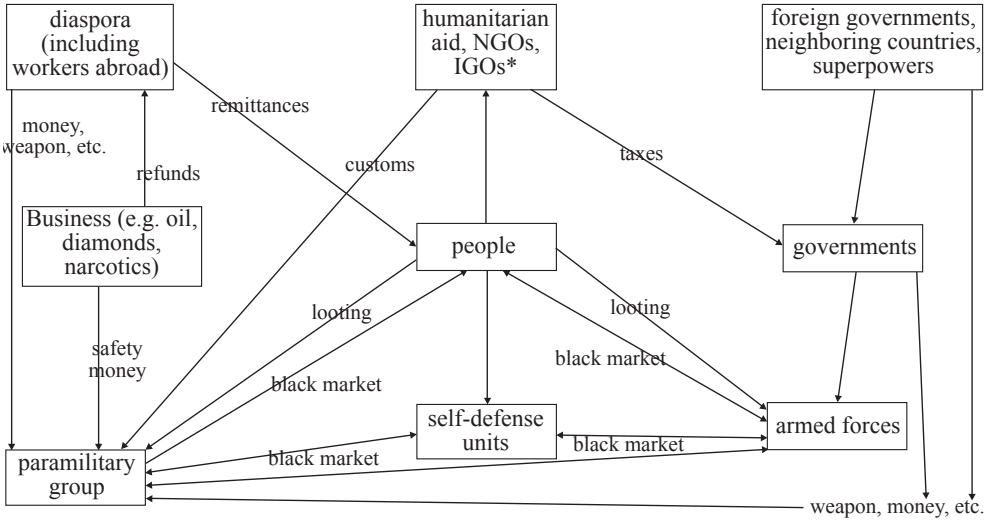 diaspora
(including
workers abroad)
humanitarian
aid, NGOs,
IGOs*
foreign governments,
neighboring countries,
superpowers
remittances
money,
weapon, etc.
customs
taxes
refunds
Business (e.g. oil,
diamonds,
narcotics)
people
governments
looting
looting
safety
money
black market
black market
self-defense
units
armed forces
black market
black market
paramilitary
group
weapon, money, etc.